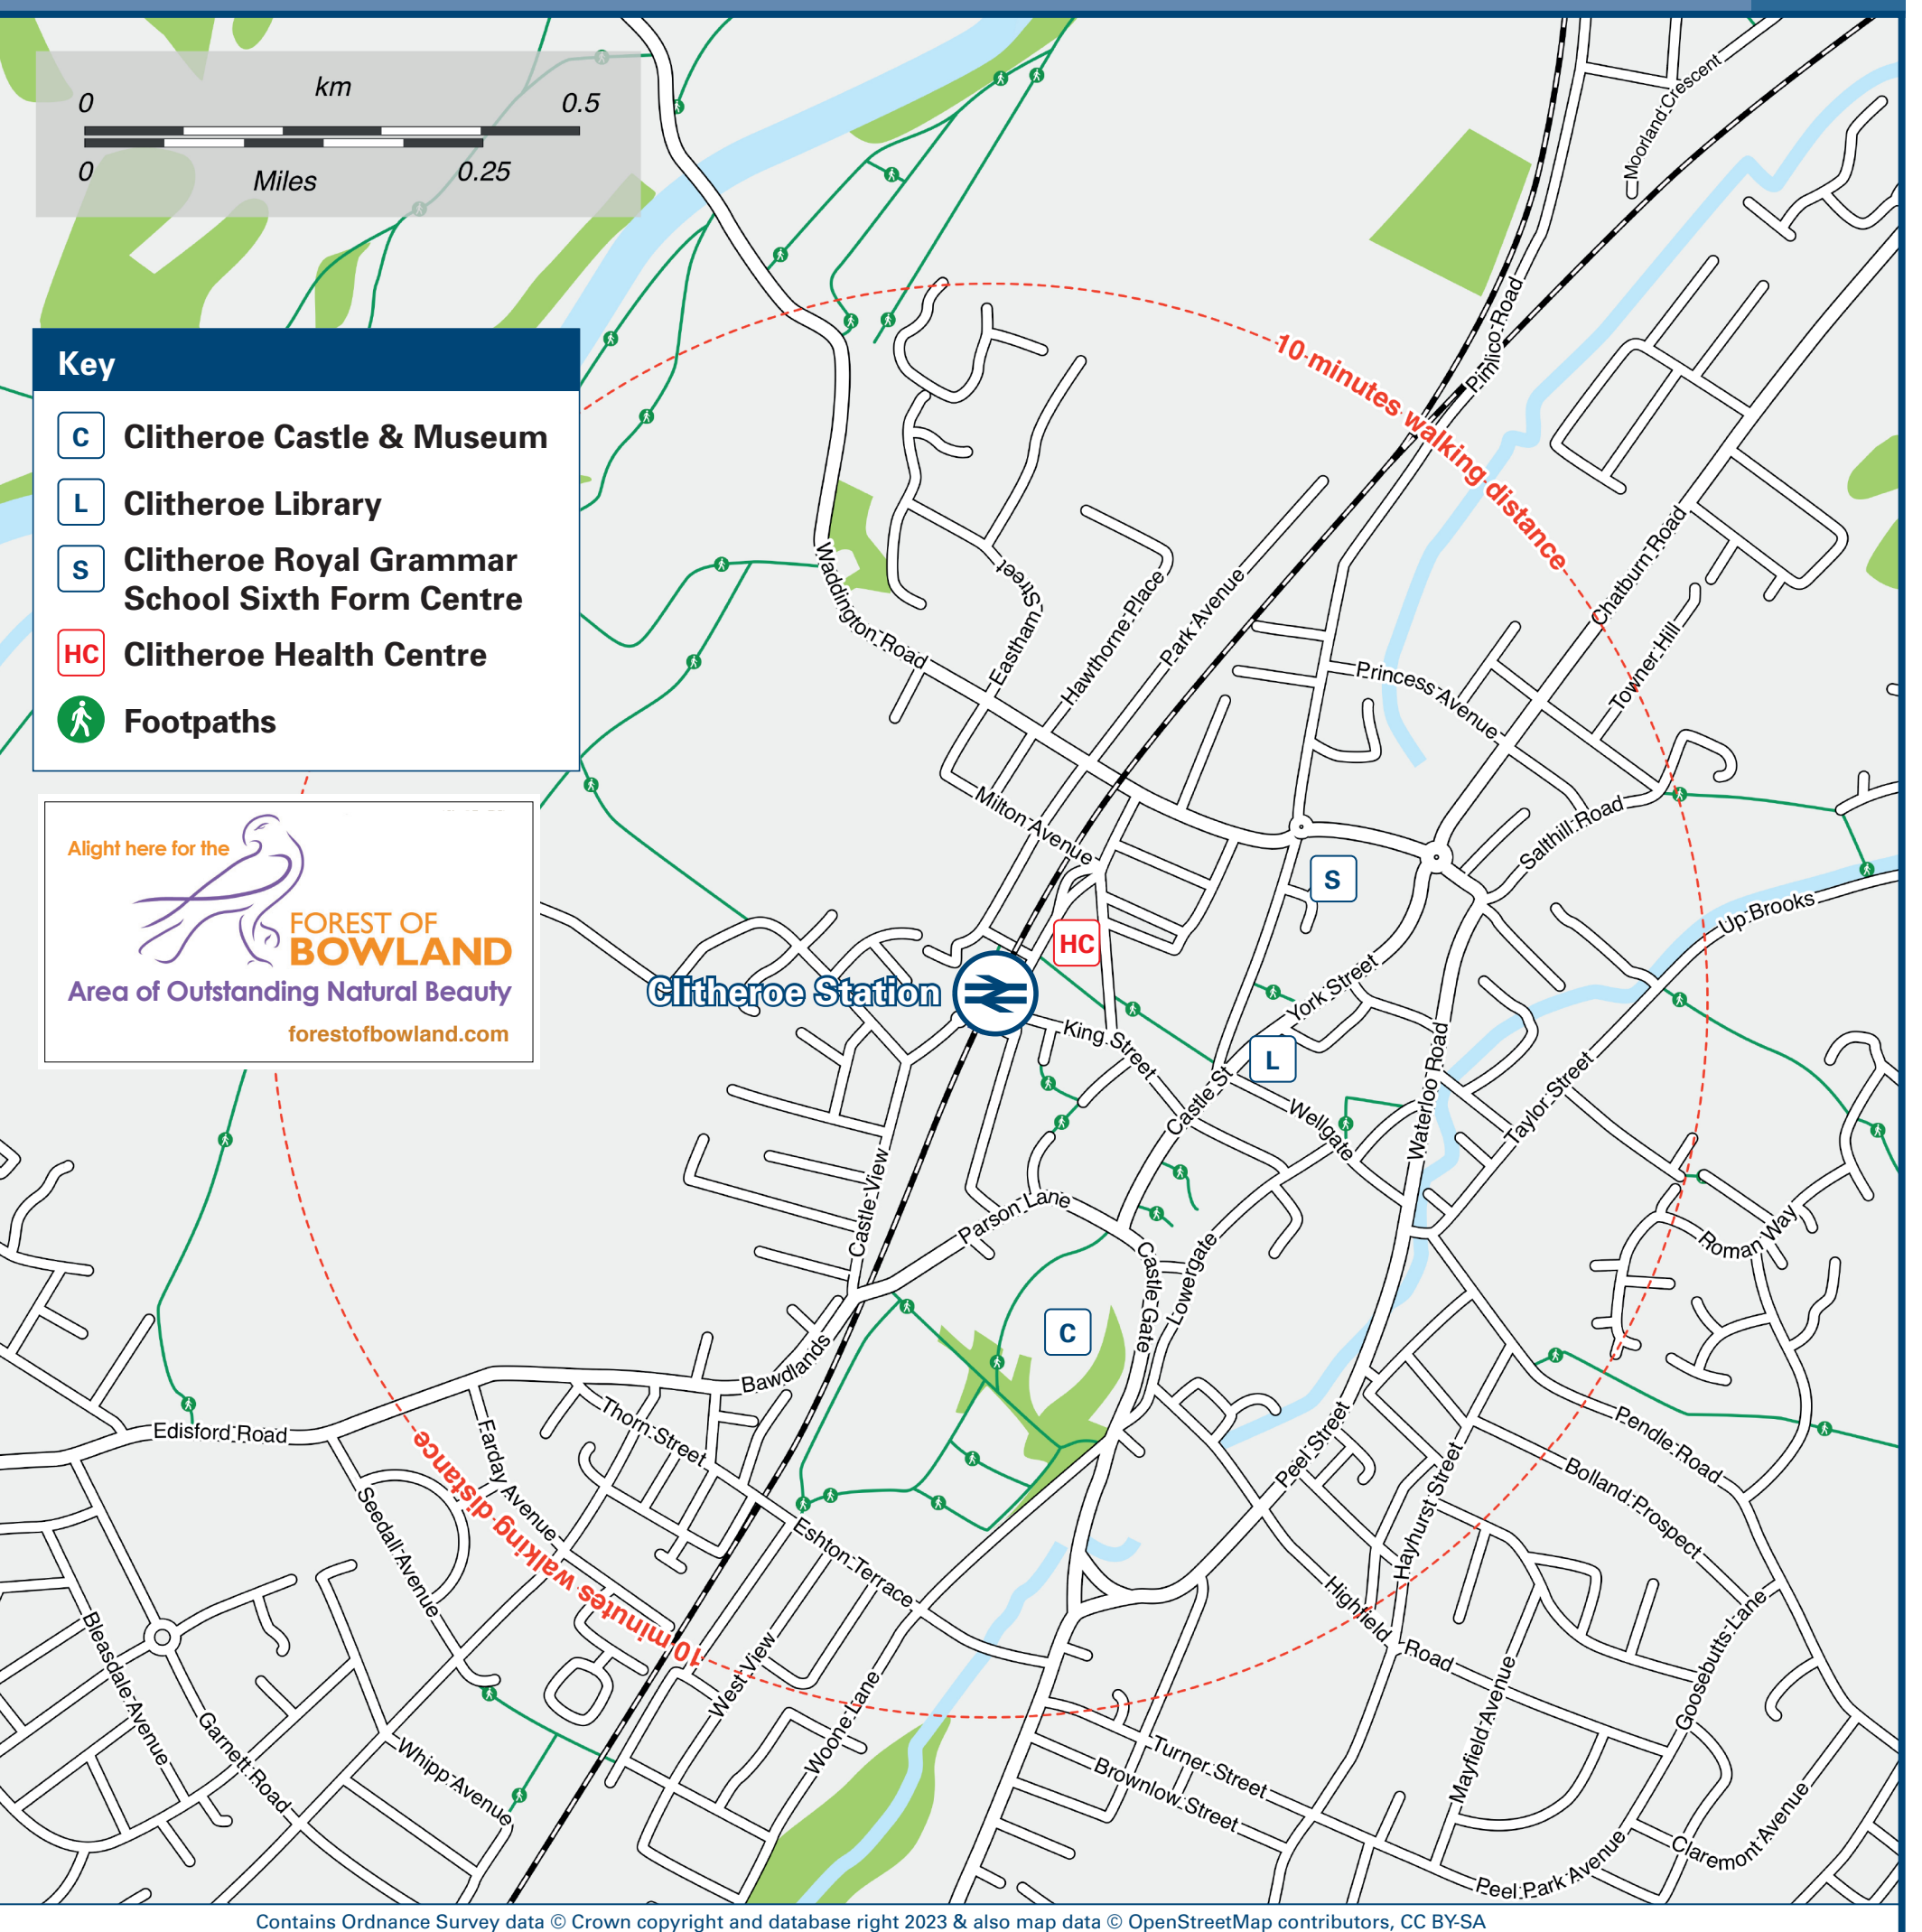 km
0
0.5
0
Miles
0.25
Key
C Clitheroe Castle & Museum
L Clitheroe Library
S Clitheroe Royal Grammar
School Sixth Form Centre
HC Clitheroe Health Centre
Footpaths
Alight here for the
FOREST OF
BOWLAND
Area of Outstanding Natural Beauty
forestofbowland.com
Moorland Crescent
Pimlico Road
10 minutes walking distance
Chatburn Road
Towner Hill
Princess Avenue
Salthill Road
Up Brooks
Waddington Road
Eastham Street
Hawthorne Place
Park Avenue
Milton Avenue
S
HC
Clitheroe Station
King Street
York Street
L
Castle St
Wellgate
Waterloo Road
Taylor Street
Roman Way
Castle View
Parson Lane
Castle Gate
Lowergate
C
Bawdlands
Edisford Road
Thorn Street
Farday Avenue
Seedall Avenue
10 minutes walking distance
Eshton Terrace
Peel Street
Hayhurst Street
Pendle Road
Bolland Prospect
Highfield Road
Goosebutts Lane
Mayfield Avenue
West View
Woone Lane
Bleasdale Avenue
Garnett Road
Whipp Avenue
Turner Street
Brownlow Street
Peel Park Avenue
Claremont Avenue
Contains Ordnance Survey data © Crown copyright and database right 2023 & also map data © OpenStreetMap contributors, CC BY-SA